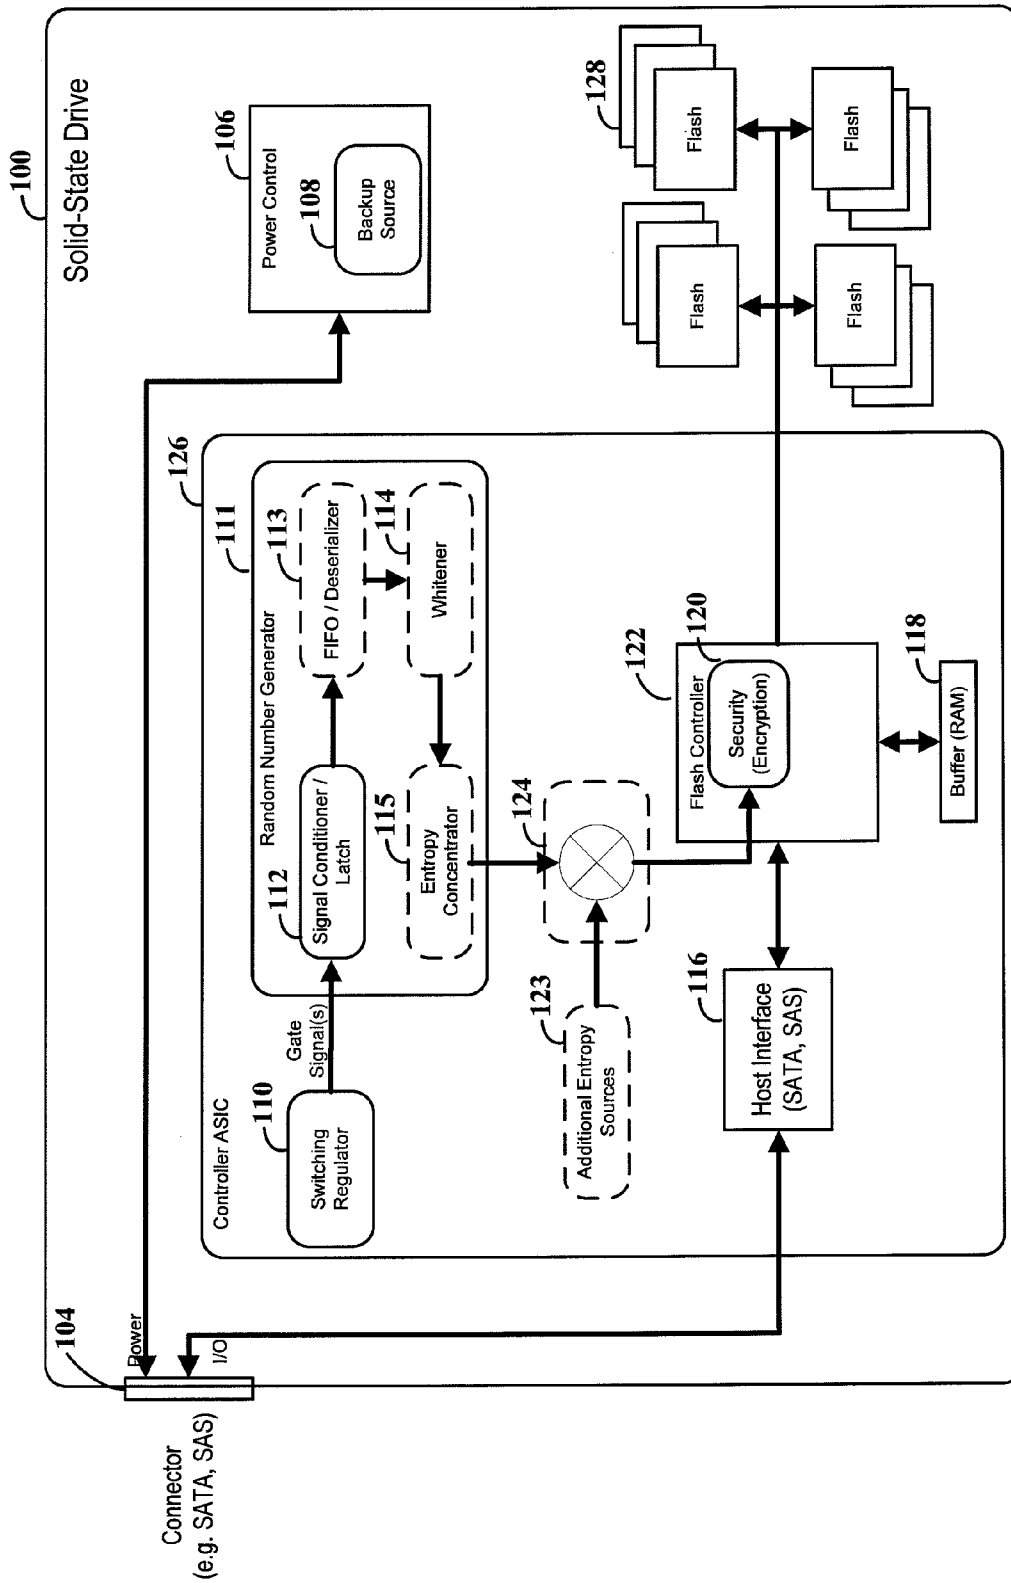 100
Solid-State Drive
104
Connector
(e.g. SATA, SAS)
Power
I/O
106
Power Control
108
Backup
Source
126
Controller ASIC
110
Switching
Regulator
Gate
Signal(s)
111
Random Number Generator
112
Signal Conditioner /
Latch
113
FIFO / Deserializer
114
Whitener
115
Entropy
Concentrator
123
Additional Entropy
Sources
124
116
Host Interface
(SATA, SAS)
122
Flash Controller
120
Security
(Encryption)
118
Buffer (RAM)
128
Flash
Flash
Flash
Flash